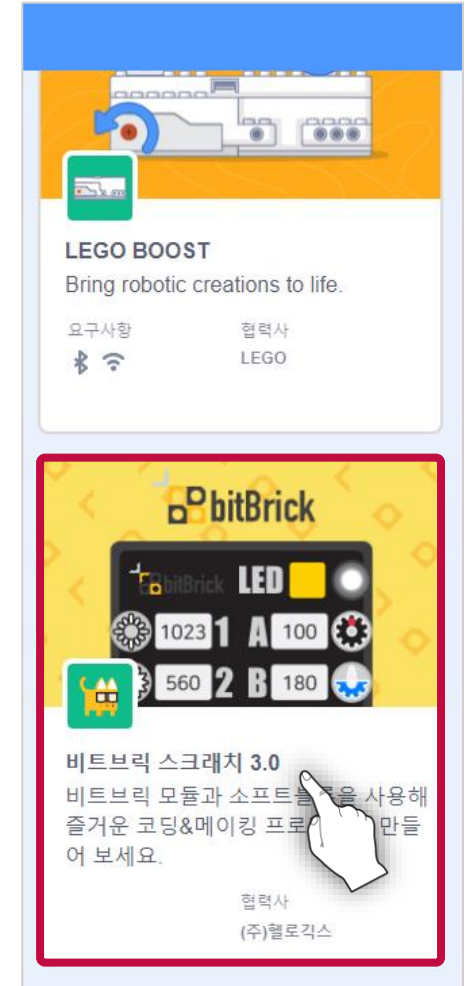 LEGO BOOST
Bring robotic creations to life.
요구사항 협력사
LEGO
bitBrick
bitBrick LED
1023 1 A 100
560 2 B 180
비트브릭 스크래치 3.0
비트브릭 모듈과 소프트블록을 사용해
즐거운 코딩&메이킹 프로 만들
어 보세요.
협력사
(주)헬로긱스